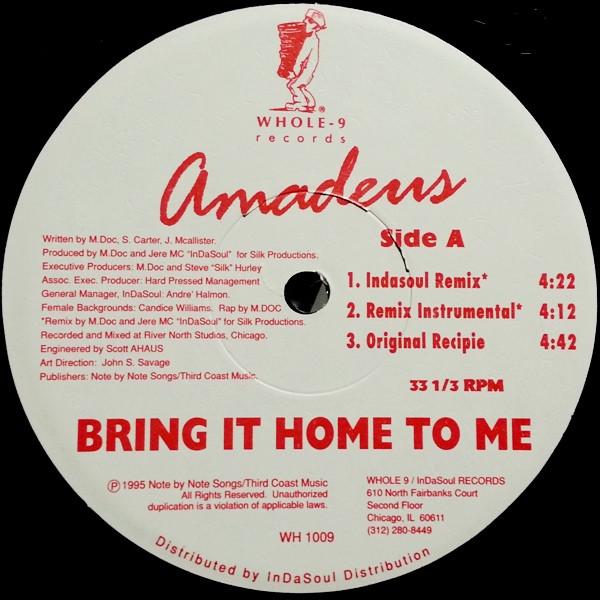 WHOLE-9
records
Amadeus
Written by M.Doc, S. Carter, J. Mcallister.
Produced by M.Doc and Jere MC "InDaSoul" for Silk Productions.
Executive Producers: M.Doc and Steve "Silk" Hurley
Assoc. Exec. Producer: Hard Pressed Management
General Manager, InDaSoul: Andre' Halmon.
Female Backgrounds: Candice Williams. Rap by M.DOC
*Remix by M.Doc and Jere MC "InDaSoul" for Silk Productions.
Recorded and Mixed at River North Studios, Chicago.
Engineered by Scott AHAUS
Art Direction: John S. Savage
Publishers: Note by Note Songs/Third Coast Music.
Side A
1. Indasoul Remix* 4:22
2. Remix Instrumental* 4:12
3. Original Recipie 4:42
33 1/3 RPM
BRING IT HOME TO ME
℗ 1995 Note by Note Songs/Third Coast Music
All Rights Reserved. Unauthorized
duplication is a violation of applicable laws.
WH 1009
WHOLE 9 / InDaSoul RECORDS
610 North Fairbanks Court
Second Floor
Chicago, IL 60611
(312) 280-8449
Distributed by InDaSoul Distribution